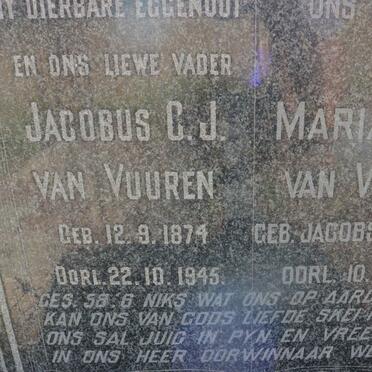 DIERBARE EGGENOOT ONS
EN ONS LIEWE VADER
JACOBUS C.J. MARIA
VAN VUUREN VAN V
GEB. 12.9.1874 GEB. JACOBS
OORL. 22.10.1945. OORL. 10.
GES. 58 6 NIKS WAT ONS OP AARD
KAN ONS VAN GODS LIEFDE SKEI
ONS SAL JUIG IN PYN EN VREE
IN ONS HEER OORWINNAAR WE